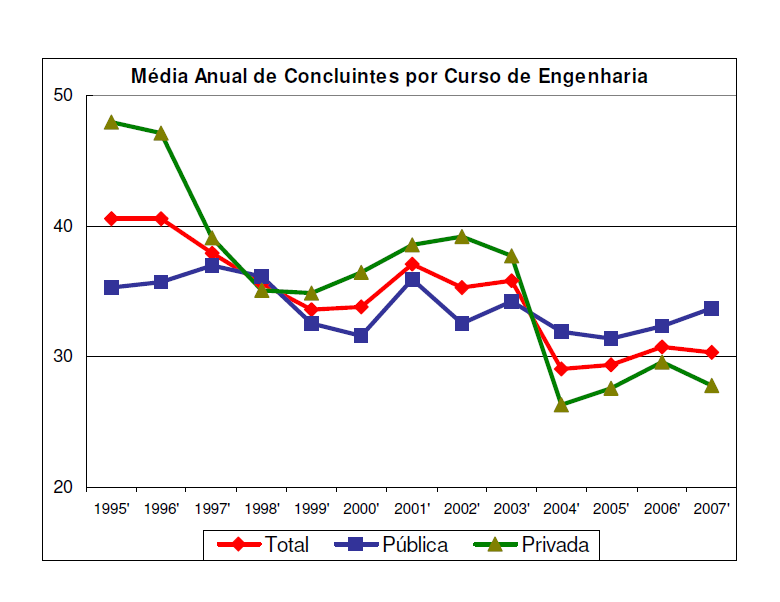 Média Anual de Concluintes por Curso de Engenharia
50
40
30
20
1995' 1996' 1997' 1998' 1999' 2000' 2001' 2002' 2003' 2004' 2005' 2006' 2007'
Total Pública Privada